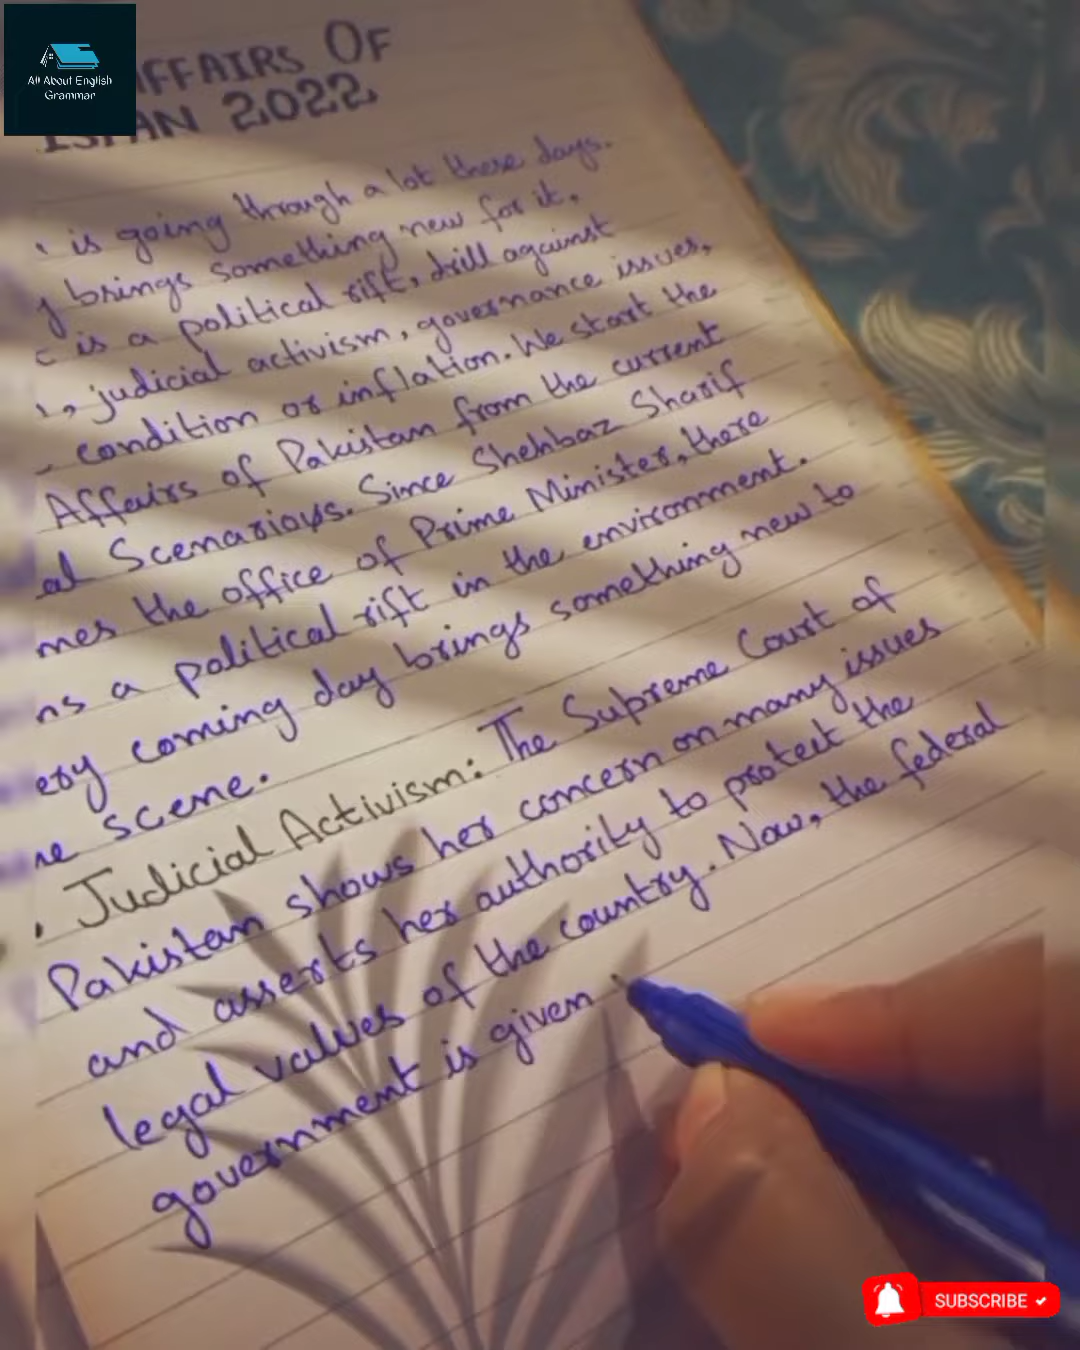 All About English
Grammar
AFFAIRS OF
2022
is going through a lot these days.
brings something new for it.
is a political rift, drill against
judicial activism, governance issues,
condition or inflation. We start the
Affairs of Pakistan from the current
Scenarios. Since Shehbaz Sharif
the office of Prime Minister, there
a political rift in the environment.
coming day brings something new to
scene.
Judicial Activism: The Supreme Court of
Pakistan shows her concern on many issues
and asserts her authority to protect the
legal values of the country. Now, the federal
government is given
SUBSCRIBE